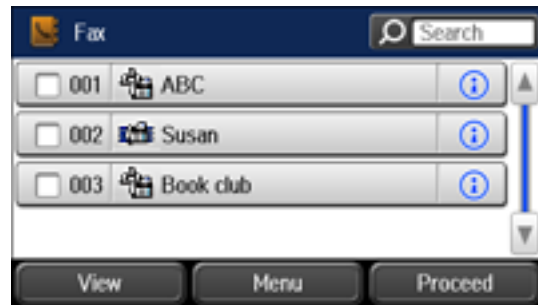 Fax Search
001 ABC
002 Susan
003 Book club
View Menu Proceed